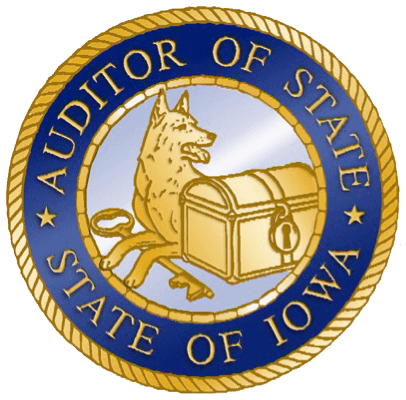 AUDITOR OF STATE
STATE OF IOWA